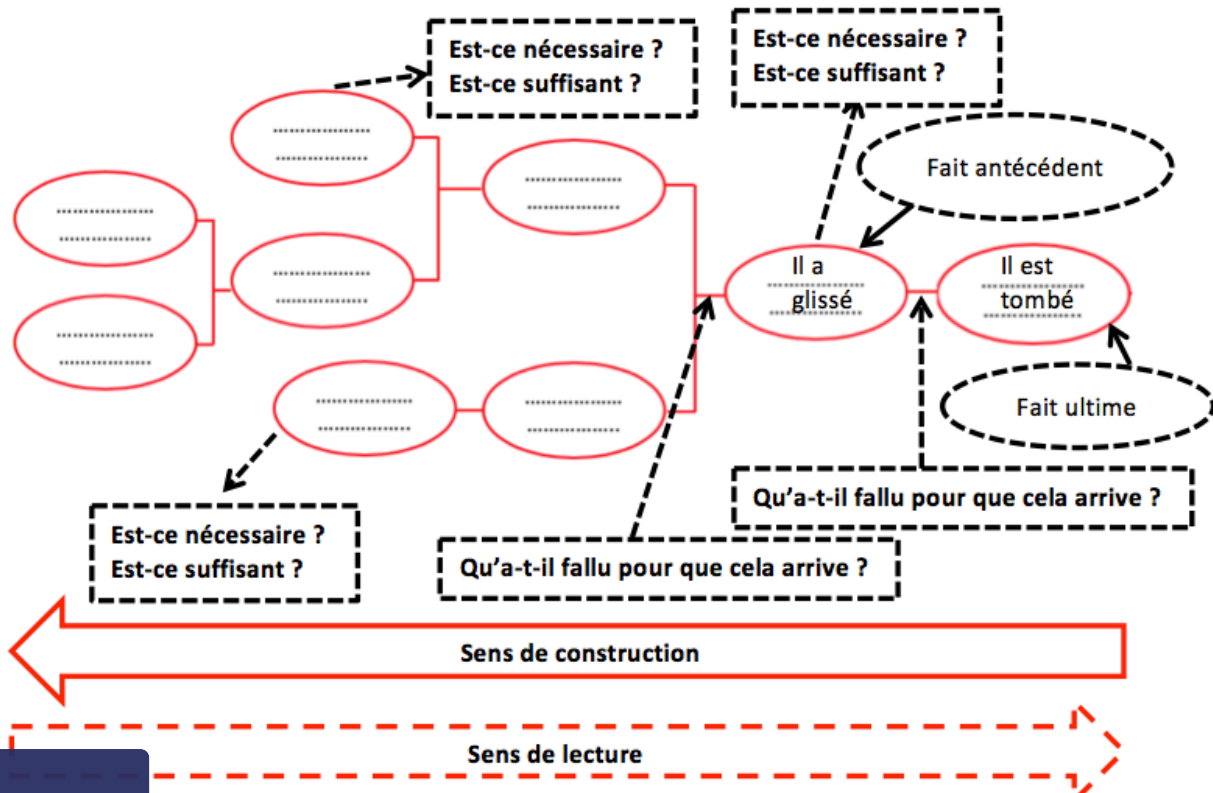 Est-ce nécessaire ?
Est-ce suffisant ?
Est-ce nécessaire ?
Est-ce suffisant ?
Fait antécédent
Il a
glissé
Il est
tombé
Fait ultime
Qu'a-t-il fallu pour que cela arrive ?
Est-ce nécessaire ?
Est-ce suffisant ?
Qu'a-t-il fallu pour que cela arrive ?
Sens de construction
Sens de lecture